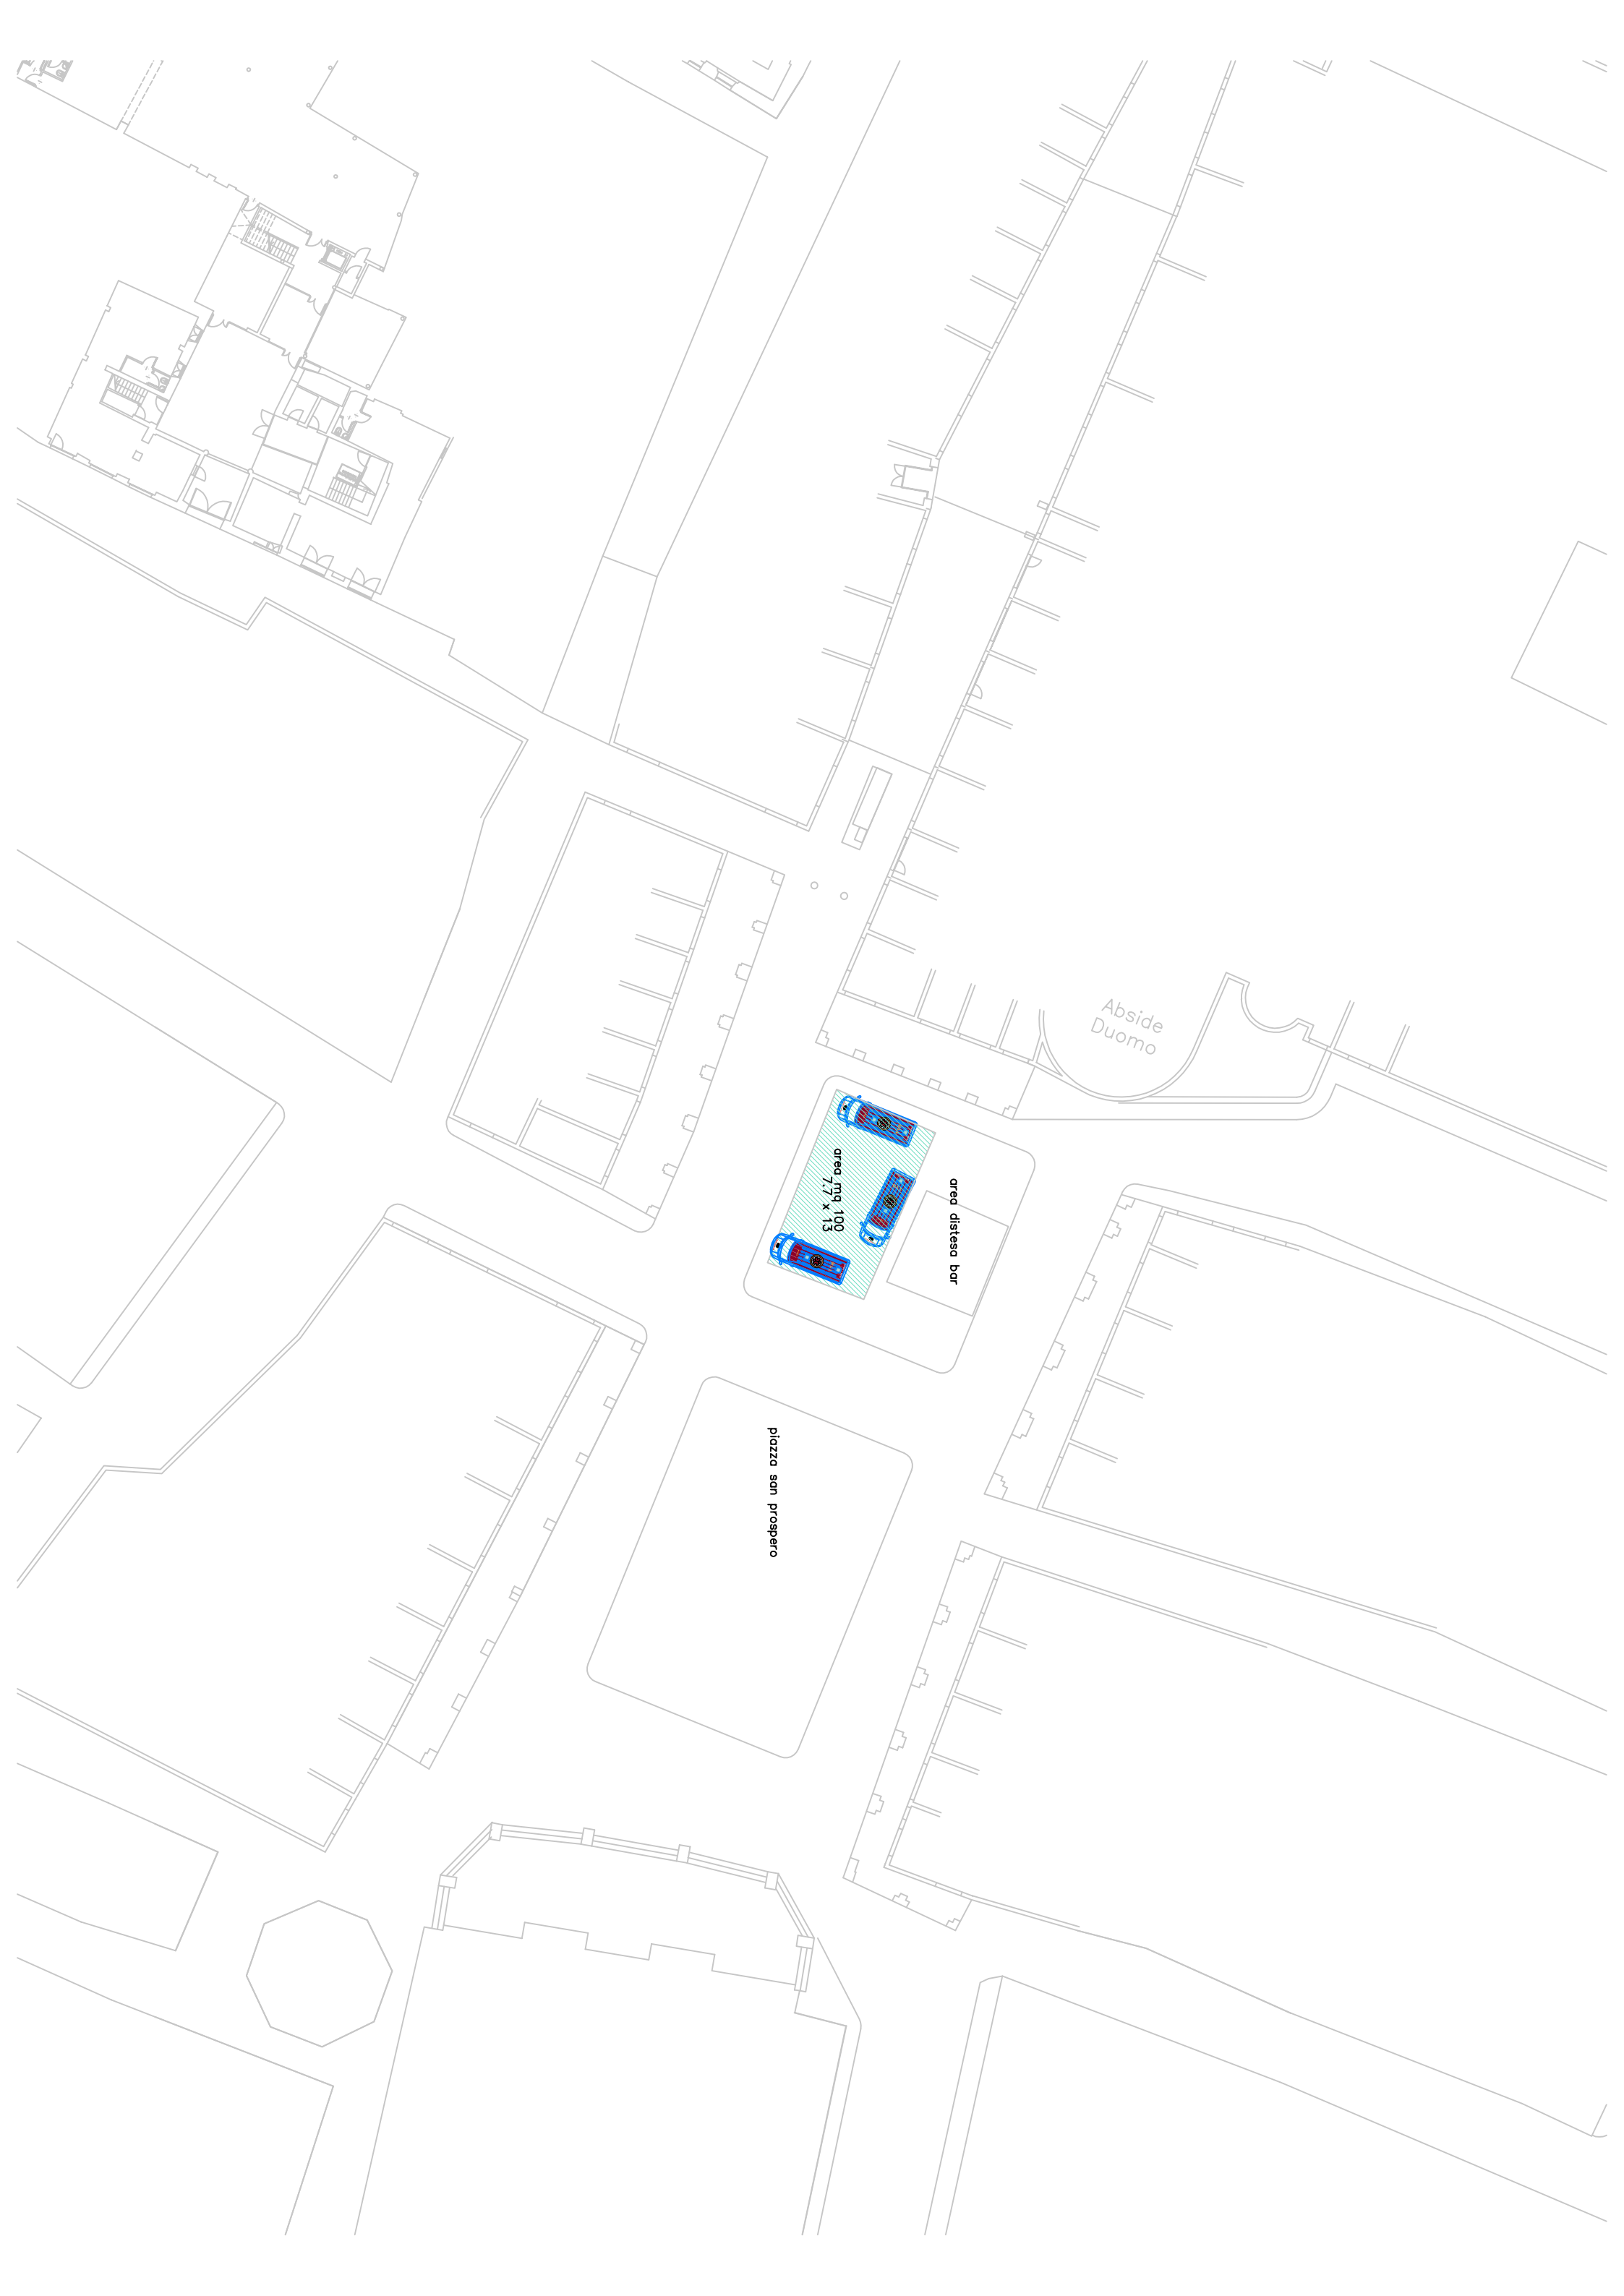 Abside
Duomo
area distesa bar
area mq 100
7.7 x 13
piazza san prospero